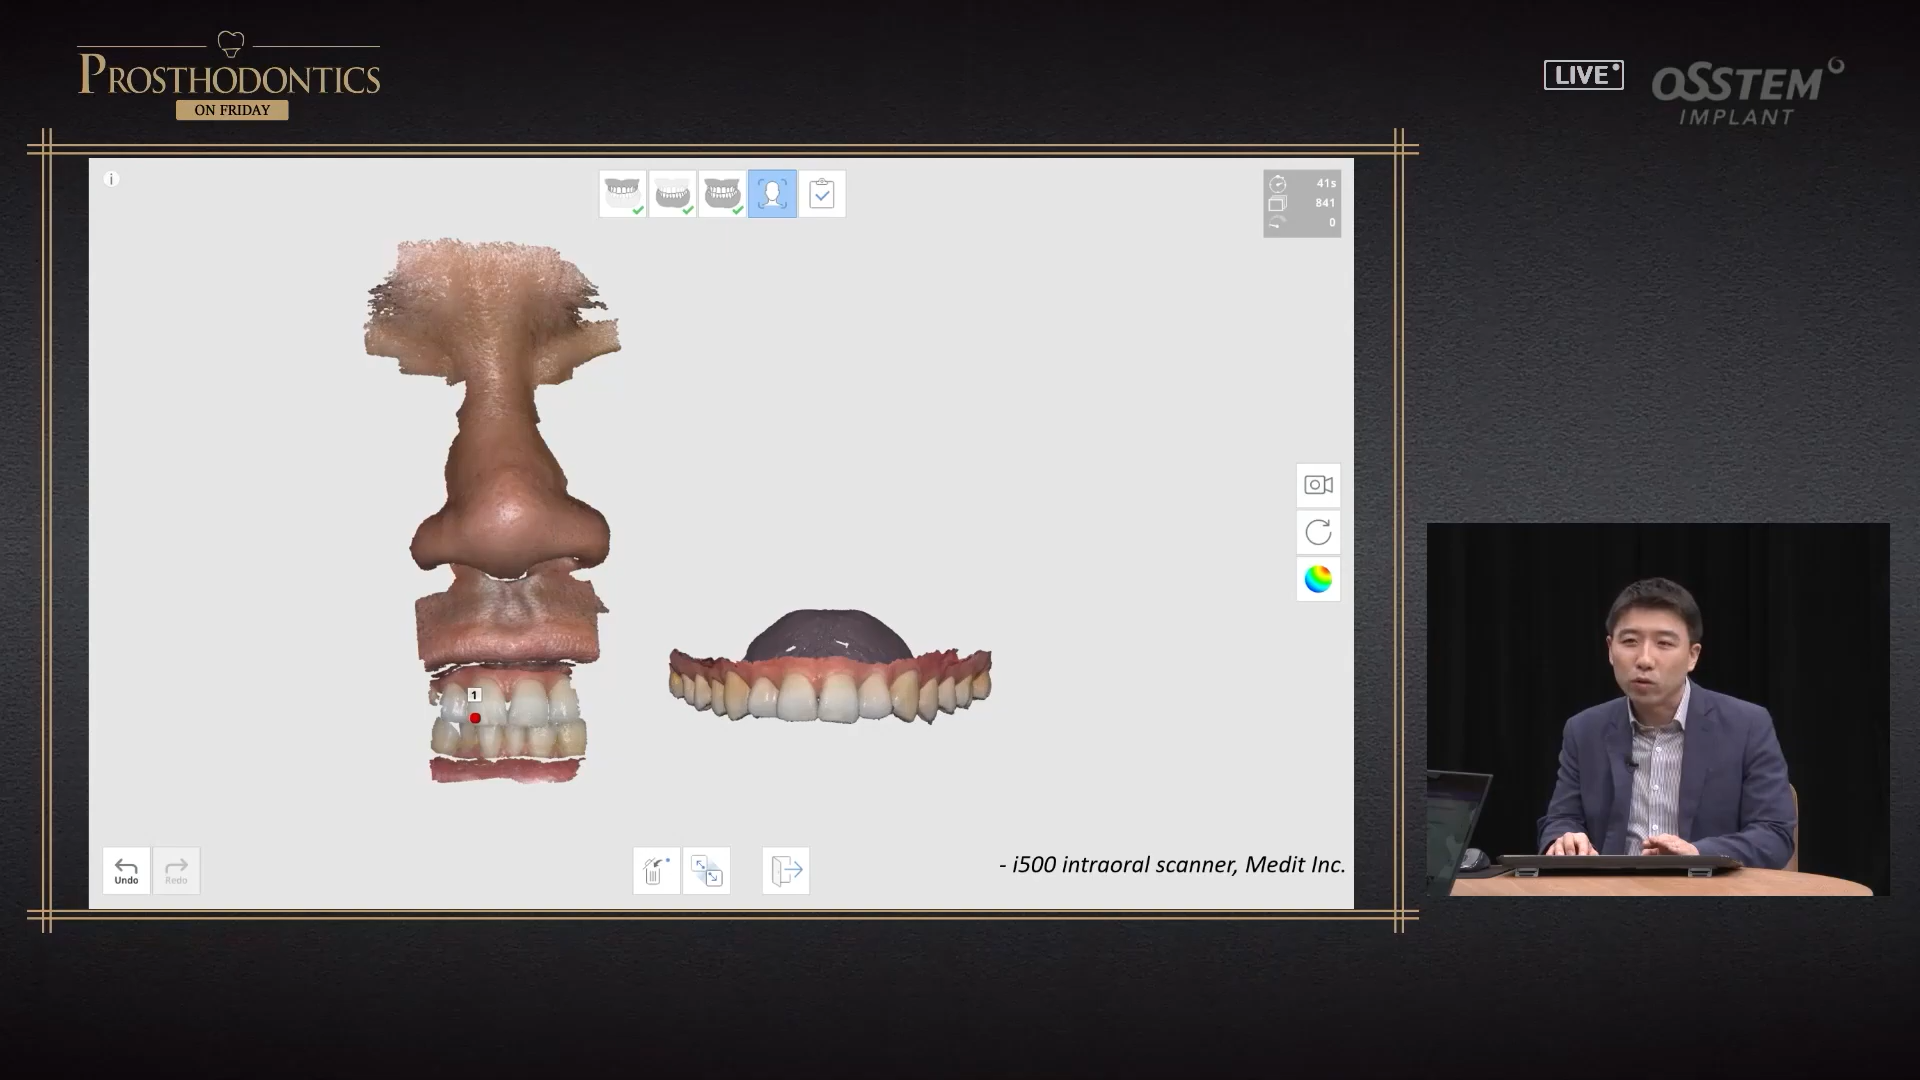 PROSTHODONTICS
ON FRIDAY
LIVE
OSSTEM
IMPLANT
i
41s
841
0
1
Undo
Redo
- i500 intraoral scanner, Medit Inc.